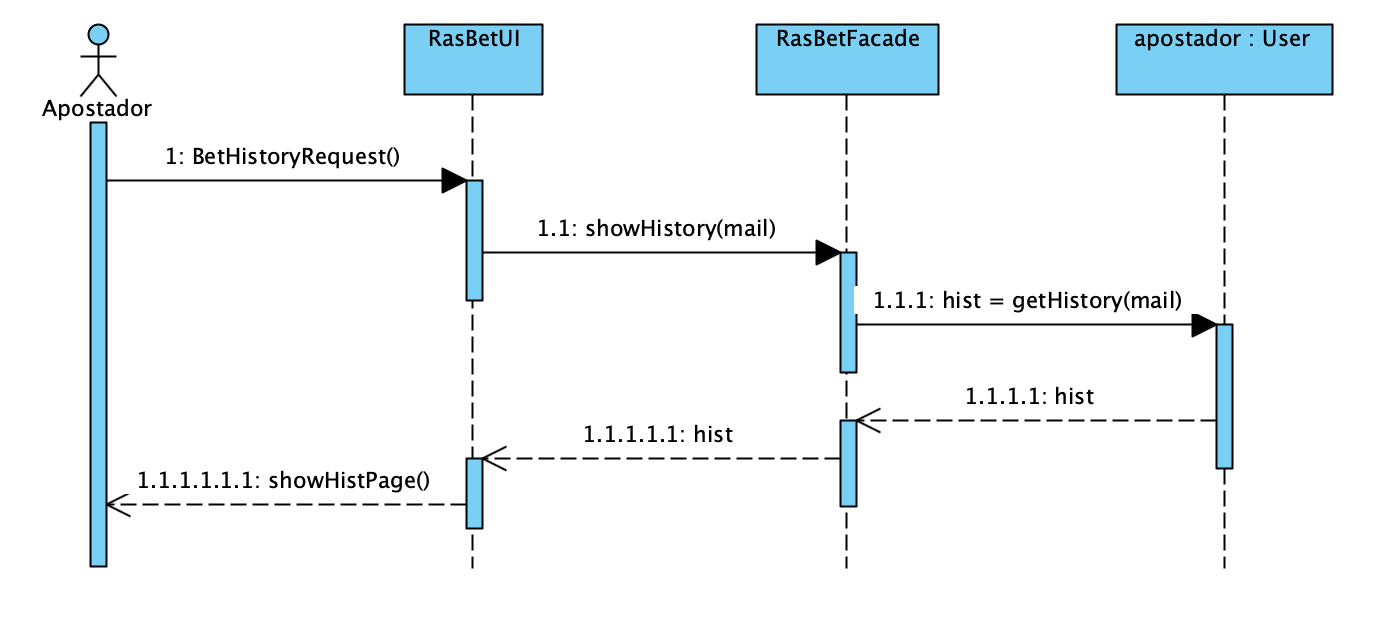 RasBetUI
RasBetFacade
apostador : User
Apostador
1: BetHistoryRequest()
1.1: showHistory(mail)
1.1.1: hist = getHistory(mail)
1.1.1.1: hist
1.1.1.1.1: hist
1.1.1.1.1.1: showHistPage()